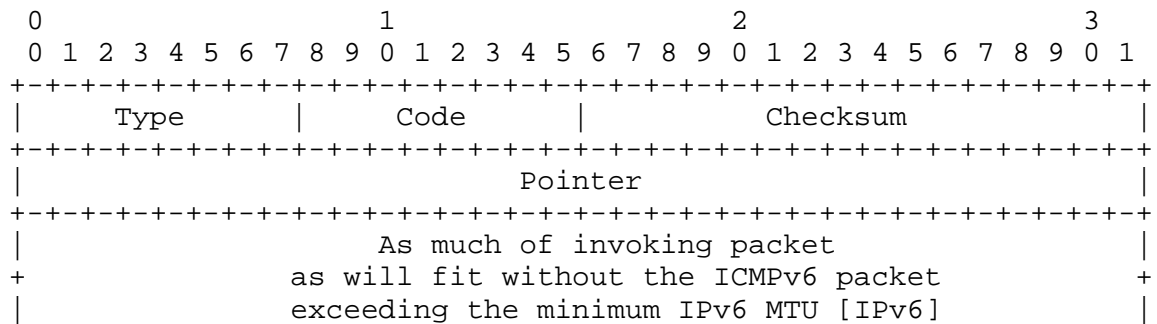 0                   1                   2                   3
 0 1 2 3 4 5 6 7 8 9 0 1 2 3 4 5 6 7 8 9 0 1 2 3 4 5 6 7 8 9 0 1
+-+-+-+-+-+-+-+-+-+-+-+-+-+-+-+-+-+-+-+-+-+-+-+-+-+-+-+-+-+-+-+-+
|     Type      |     Code      |          Checksum             |
+-+-+-+-+-+-+-+-+-+-+-+-+-+-+-+-+-+-+-+-+-+-+-+-+-+-+-+-+-+-+-+-+
|                            Pointer                            |
+-+-+-+-+-+-+-+-+-+-+-+-+-+-+-+-+-+-+-+-+-+-+-+-+-+-+-+-+-+-+-+-+
|                    As much of invoking packet                 |
+               as will fit without the ICMPv6 packet           +
|               exceeding the minimum IPv6 MTU [IPv6]           |